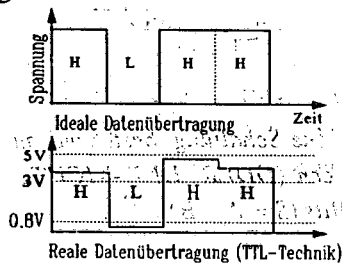 Spannung
H L H H
Zeit
Ideale Datenübertragung
5V
3V
H L H H
0.8V
Reale Datenübertragung (TTL-Technik)